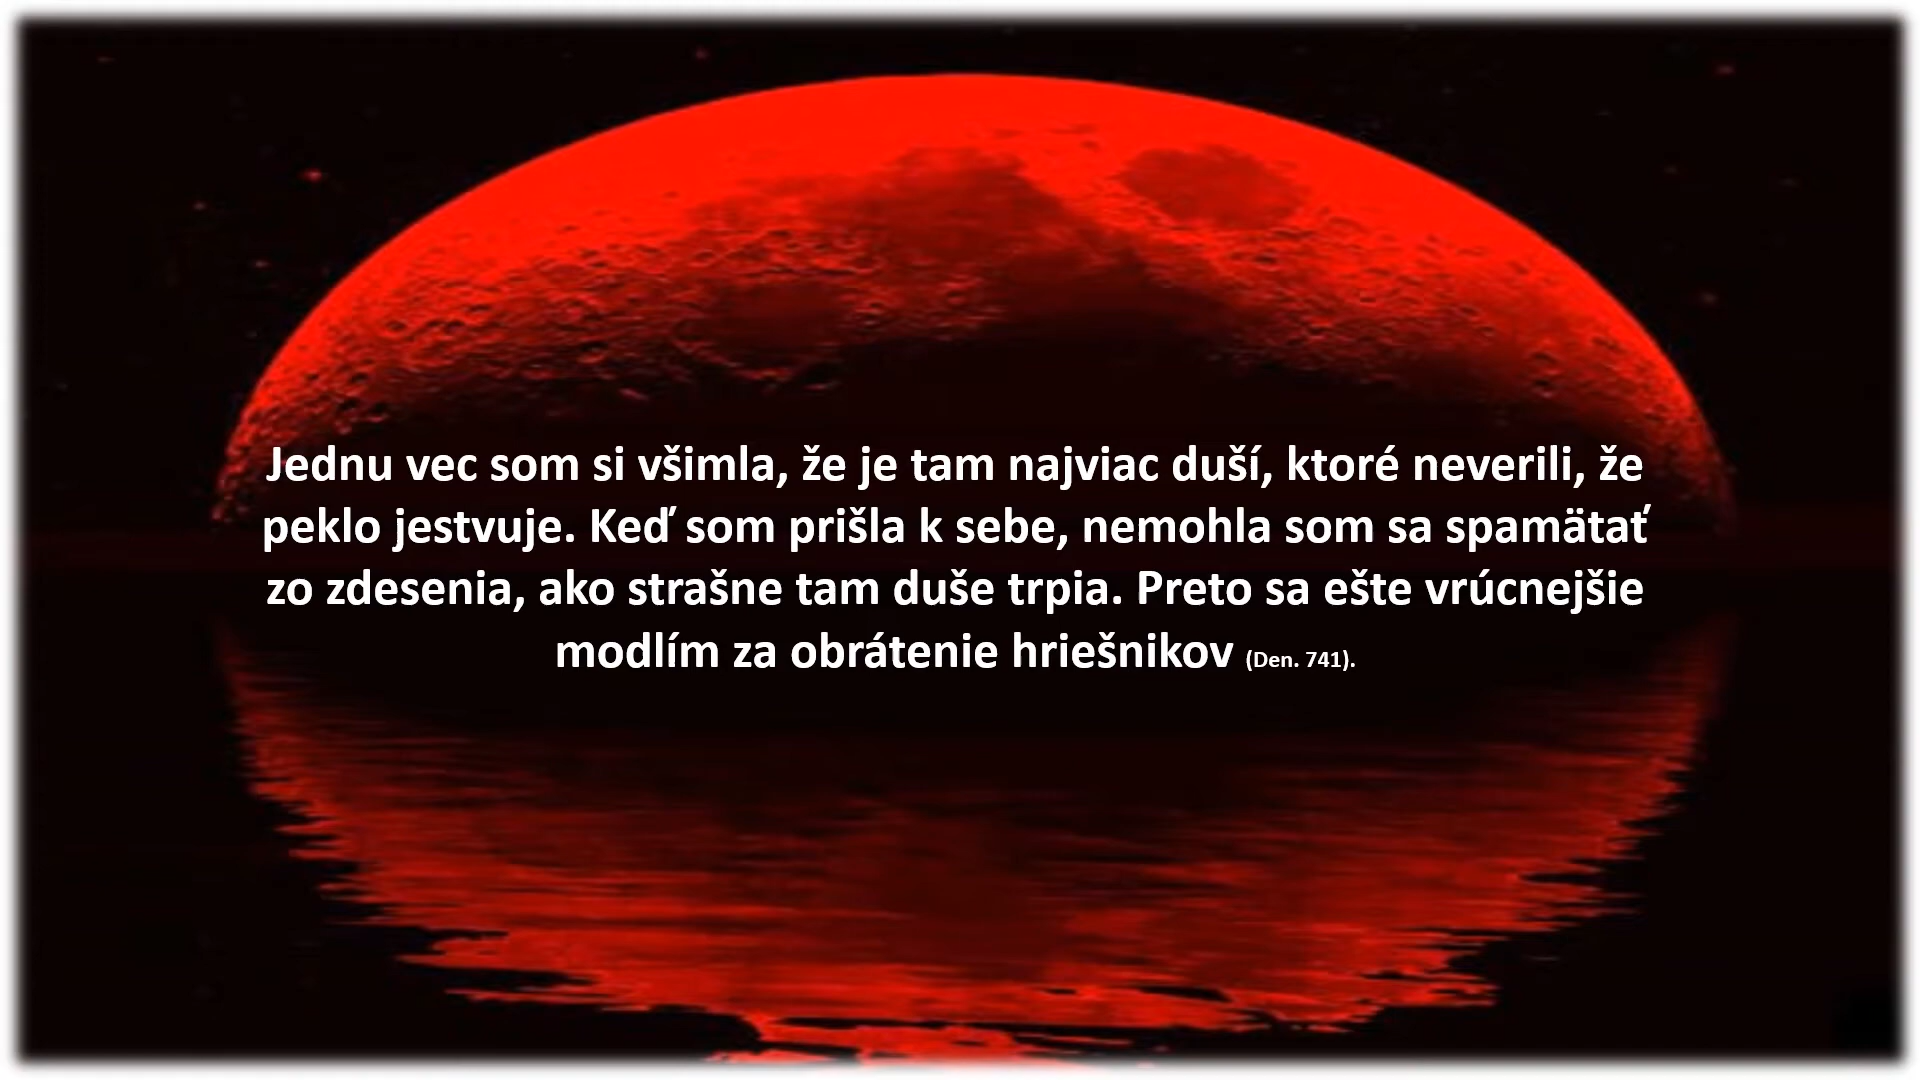 Jednu vec som si všimla, že je tam najviac duší, ktoré neverili, že
peklo jestvuje. Keď som prišla k sebe, nemohla som sa spamätať
zo zdesenia, ako strašne tam duše trpia. Preto sa ešte vrúcnejšie
modlím za obrátenie hriešnikov (Den. 741).